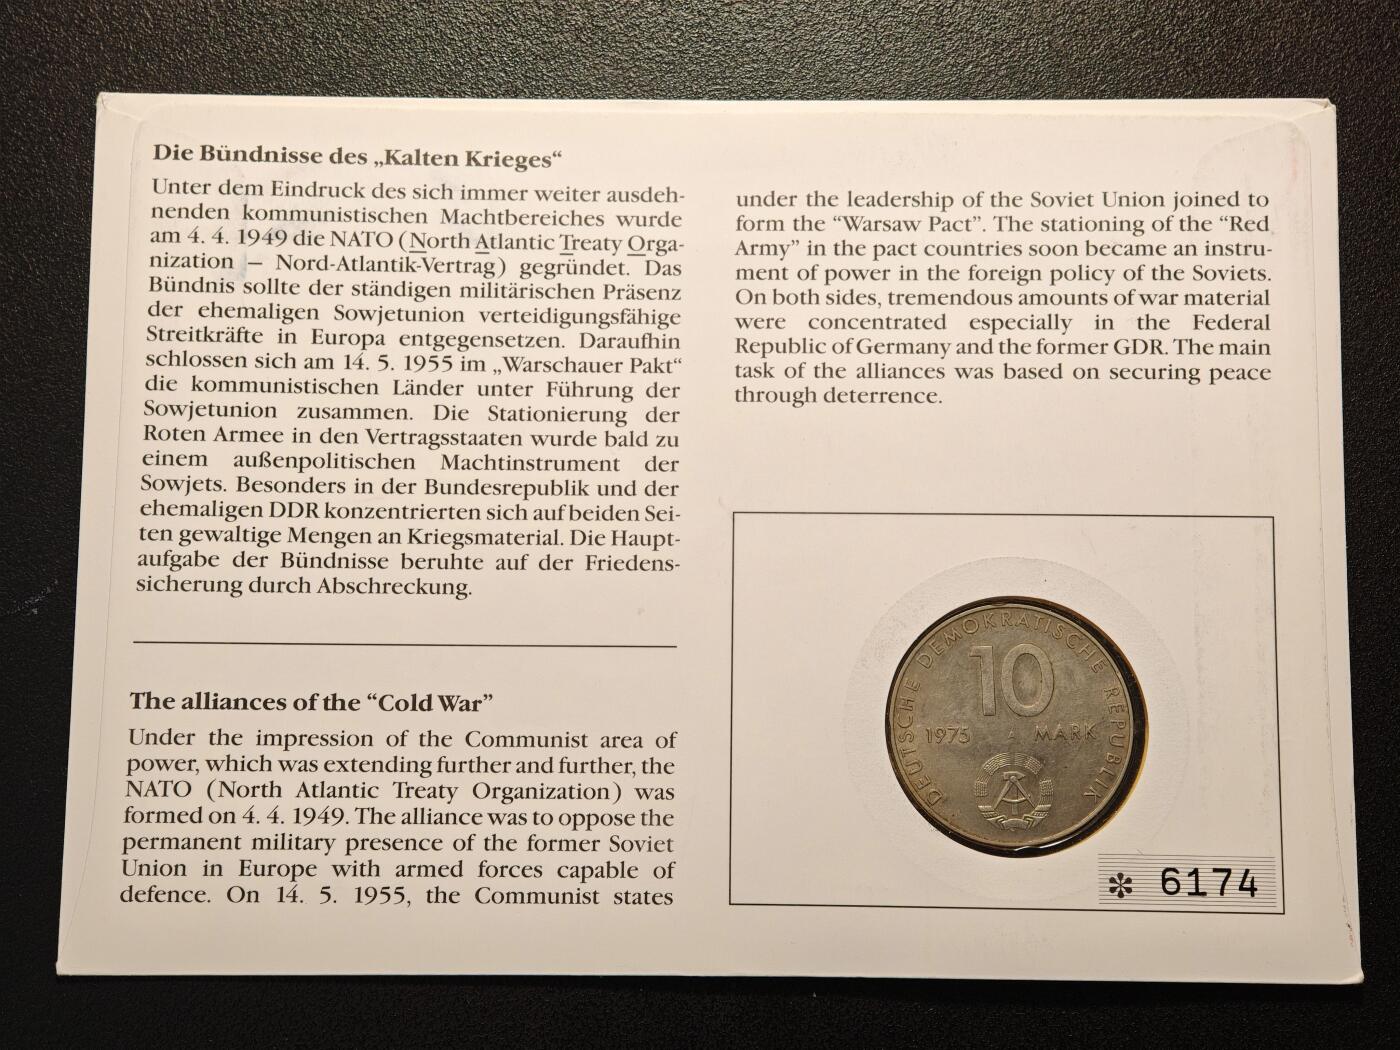 Die Bündnisse des „Kalten Krieges“
Unter dem Eindruck des sich immer weiter ausdeh-
nenden kommunistischen Machtbereiches wurde
am 4. 4. 1949 die NATO (North Atlantic Treaty Orga-
nization – Nord-Atlantik-Vertrag) gegründet. Das
Bündnis sollte der ständigen militärischen Präsenz
der ehemaligen Sowjetunion verteidigungsfähige
Streitkräfte in Europa entgegensetzen. Daraufhin
schlossen sich am 14. 5. 1955 im „Warschauer Pakt“
die kommunistischen Länder unter Führung der
Sowjetunion zusammen. Die Stationierung der
Roten Armee in den Vertragsstaaten wurde bald zu
einem außenpolitischen Machtinstrument der
Sowjets. Besonders in der Bundesrepublik und der
ehemaligen DDR konzentrierten sich auf beiden Sei-
ten gewaltige Mengen an Kriegsmaterial. Die Haupt-
aufgabe der Bündnisse beruhte auf der Friedens-
sicherung durch Abschreckung.
The alliances of the “Cold War”
Under the impression of the Communist area of
power, which was extending further and further, the
NATO (North Atlantic Treaty Organization) was
formed on 4. 4. 1949. The alliance was to oppose the
permanent military presence of the former Soviet
Union in Europe with armed forces capable of
defence. On 14. 5. 1955, the Communist states
under the leadership of the Soviet Union joined to
form the “Warsaw Pact”. The stationing of the “Red
Army” in the pact countries soon became an instru-
ment of power in the foreign policy of the Soviets.
On both sides, tremendous amounts of war material
were concentrated especially in the Federal
Republic of Germany and the former GDR. The main
task of the alliances was based on securing peace
through deterrence.
DEUTSCHE DEMOKRATISCHE REPUBLIK
10
1975 A MARK
✻ 6174